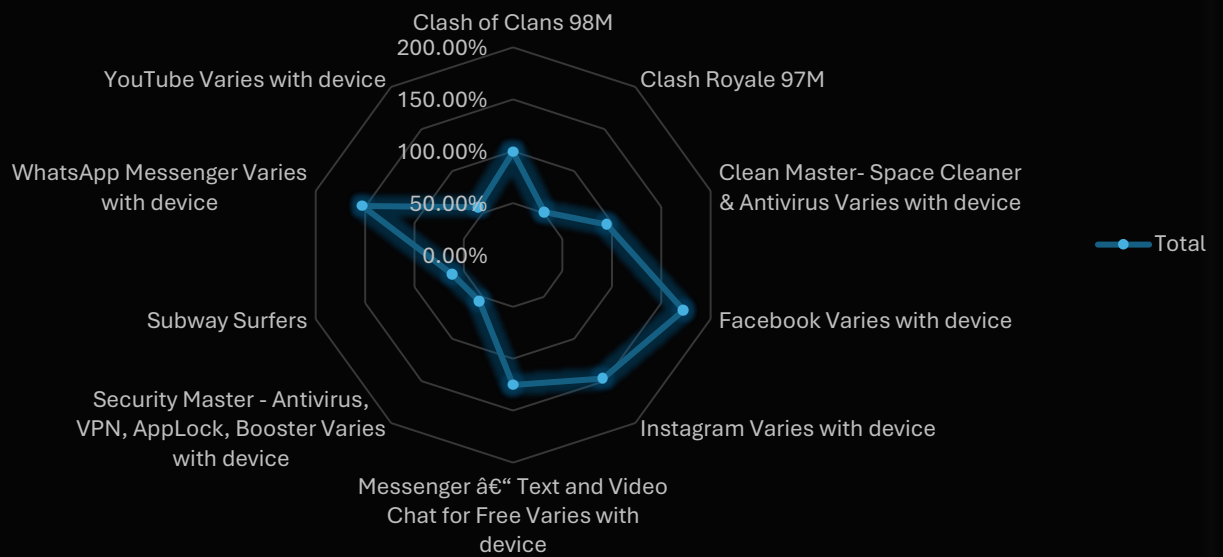 Clash of Clans 98M
200.00%
YouTube Varies with device
Clash Royale 97M
150.00%
100.00%
WhatsApp Messenger Varies
with device
Clean Master- Space Cleaner
& Antivirus Varies with device
50.00%
0.00%
Total
Subway Surfers
Facebook Varies with device
Security Master - Antivirus,
VPN, AppLock, Booster Varies
with device
Instagram Varies with device
Messenger â€“ Text and Video
Chat for Free Varies with
device